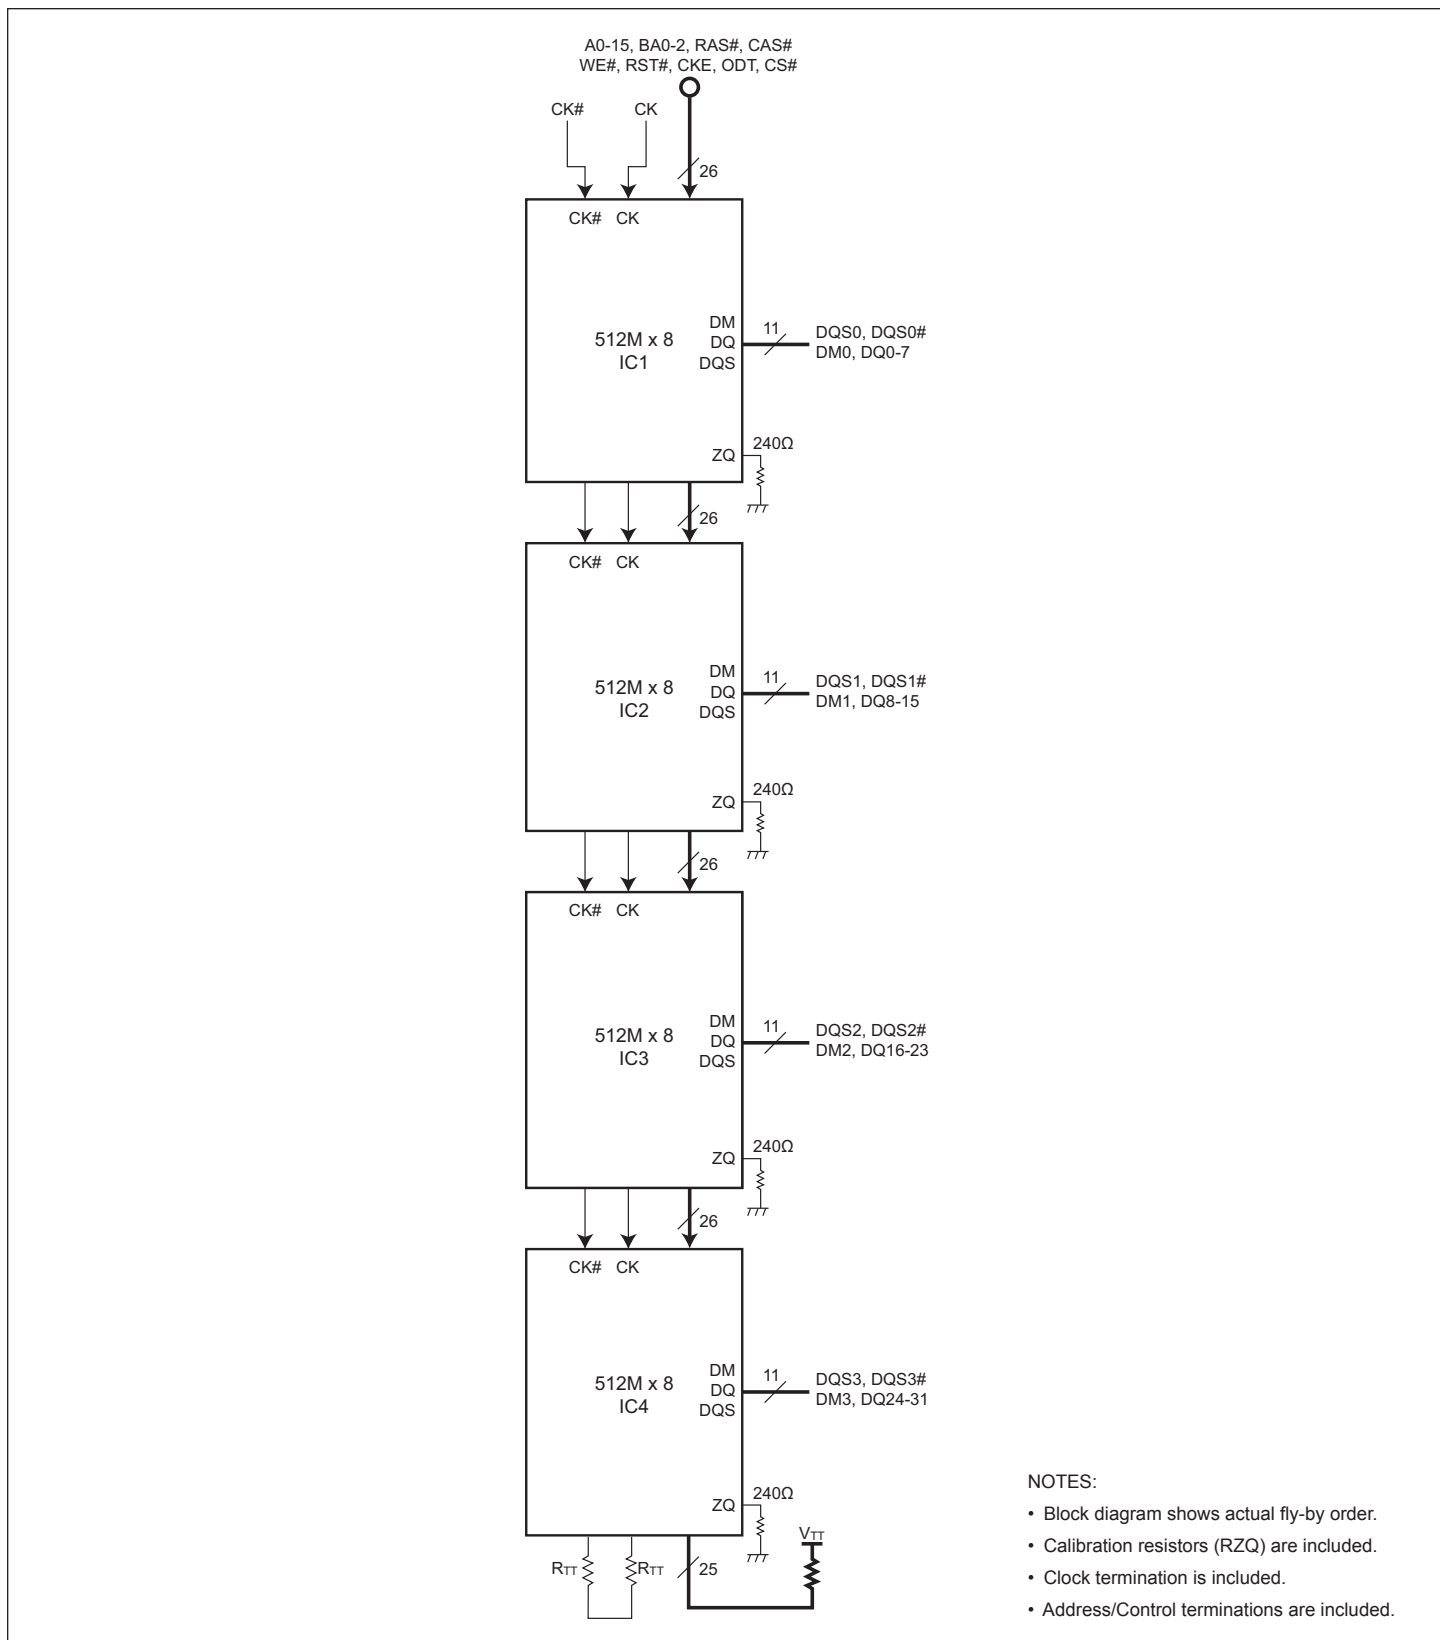 A0-15, BA0-2, RAS#, CAS#
WE#, RST#, CKE, ODT, CS#
CK# CK
26
CK# CK
DM
DQ
DQS
512M x 8
IC1
11
DQS0, DQS0#
DM0, DQ0-7
ZQ
240Ω
26
CK# CK
DM
DQ
DQS
512M x 8
IC2
11
DQS1, DQS1#
DM1, DQ8-15
ZQ
240Ω
26
CK# CK
DM
DQ
DQS
512M x 8
IC3
11
DQS2, DQS2#
DM2, DQ16-23
ZQ
240Ω
26
CK# CK
DM
DQ
DQS
512M x 8
IC4
11
DQS3, DQS3#
DM3, DQ24-31
ZQ
240Ω
RTT RTT
25
VTT
NOTES:
• Block diagram shows actual fly-by order.
• Calibration resistors (RZQ) are included.
• Clock termination is included.
• Address/Control terminations are included.